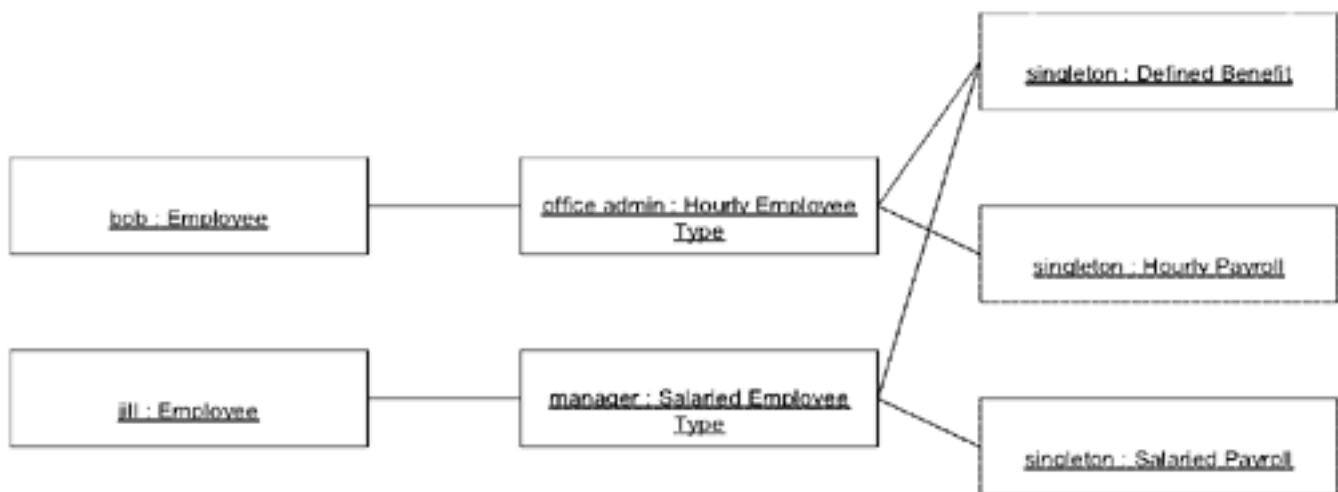 singleton : Defined Benefit
bob : Employee
office admin : Hourly Employee
Type
singleton : Hourly Payroll
jill : Employee
manager : Salaried Employee
Type
singleton : Salaried Payroll